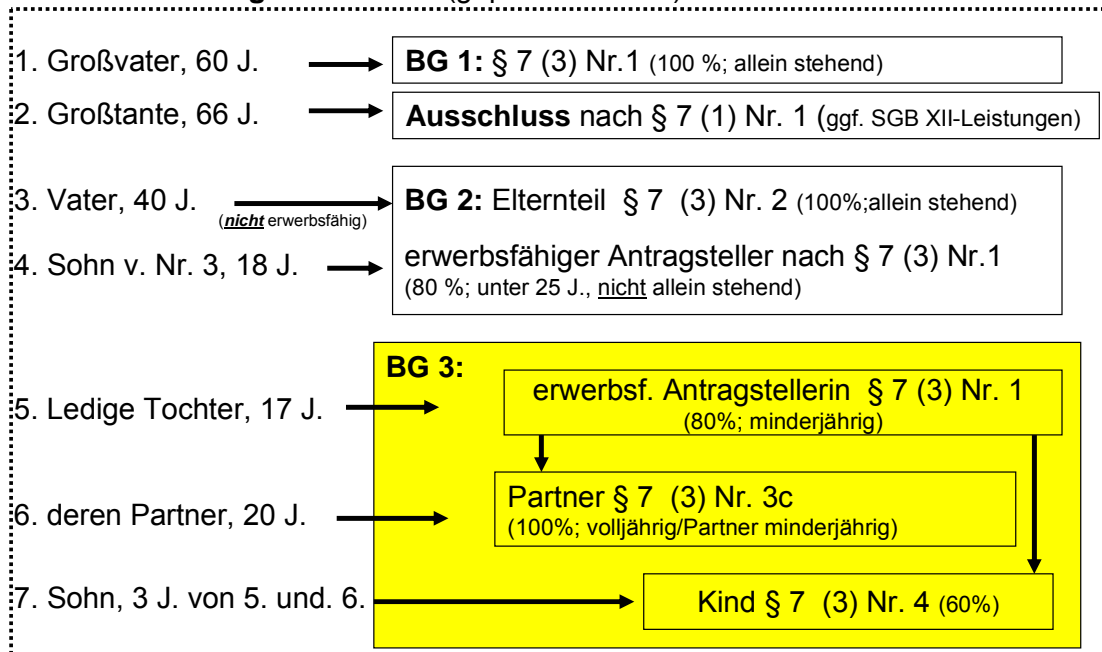 1. Großvater, 60 J.
BG 1: § 7 (3) Nr.1 (100 %; allein stehend)
2. Großtante, 66 J.
Ausschluss nach § 7 (1) Nr. 1 (ggf. SGB XII-Leistungen)
3. Vater, 40 J.
(nicht erwerbsfähig)
BG 2: Elternteil § 7 (3) Nr. 2 (100%;allein stehend)
4. Sohn v. Nr. 3, 18 J.
erwerbsfähiger Antragsteller nach § 7 (3) Nr.1
(80 %; unter 25 J., nicht allein stehend)
BG 3:
5. Ledige Tochter, 17 J.
erwerbsf. Antragstellerin § 7 (3) Nr. 1
(80%; minderjährig)
6. deren Partner, 20 J.
Partner § 7 (3) Nr. 3c
(100%; volljährig/Partner minderjährig)
7. Sohn, 3 J. von 5. und. 6.
Kind § 7 (3) Nr. 4 (60%)